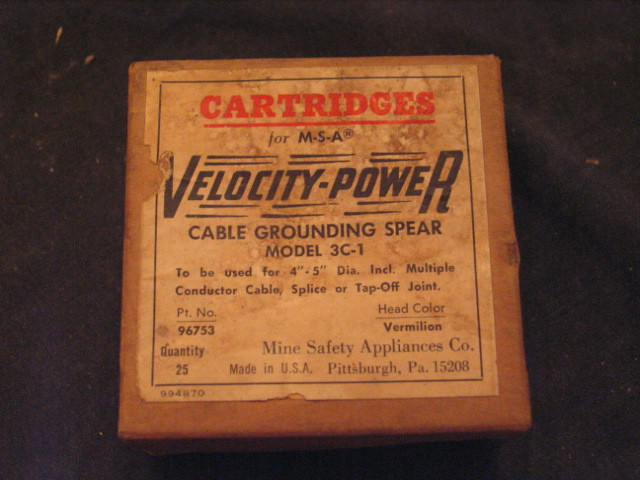 CARTRIDGES
for M-S-A®
VELOCITY-POWER
CABLE GROUNDING SPEAR
MODEL 3C-1
To be used for 4"-5" Dia. Incl. Multiple
Conductor Cable, Splice or Tap-Off Joint.
Pt. No.
96753
Head Color
Vermilion
Quantity
25
Mine Safety Appliances Co.
Made in U.S.A. Pittsburgh, Pa. 15208
994870